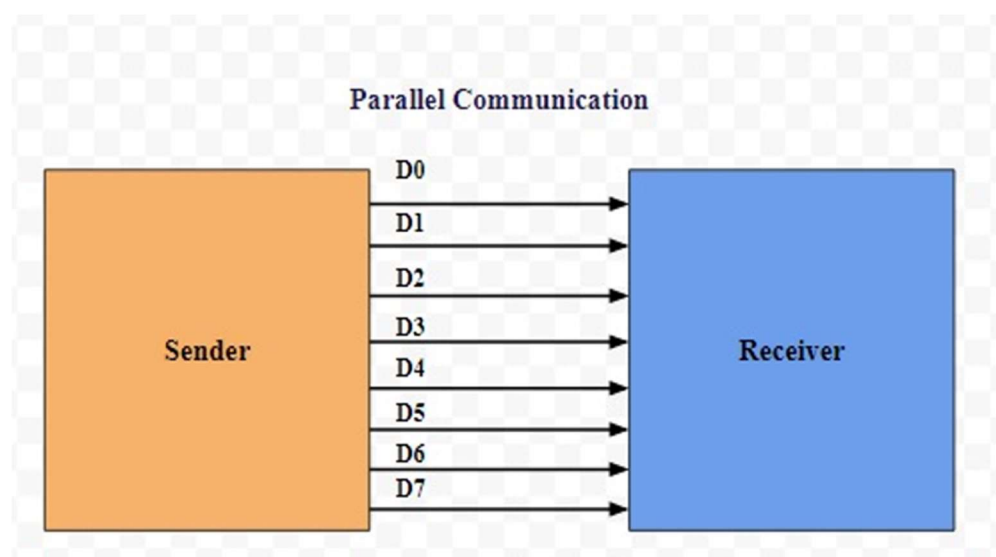 Parallel Communication
D0
D1
D2
D3
Sender
Receiver
D4
D5
D6
D7